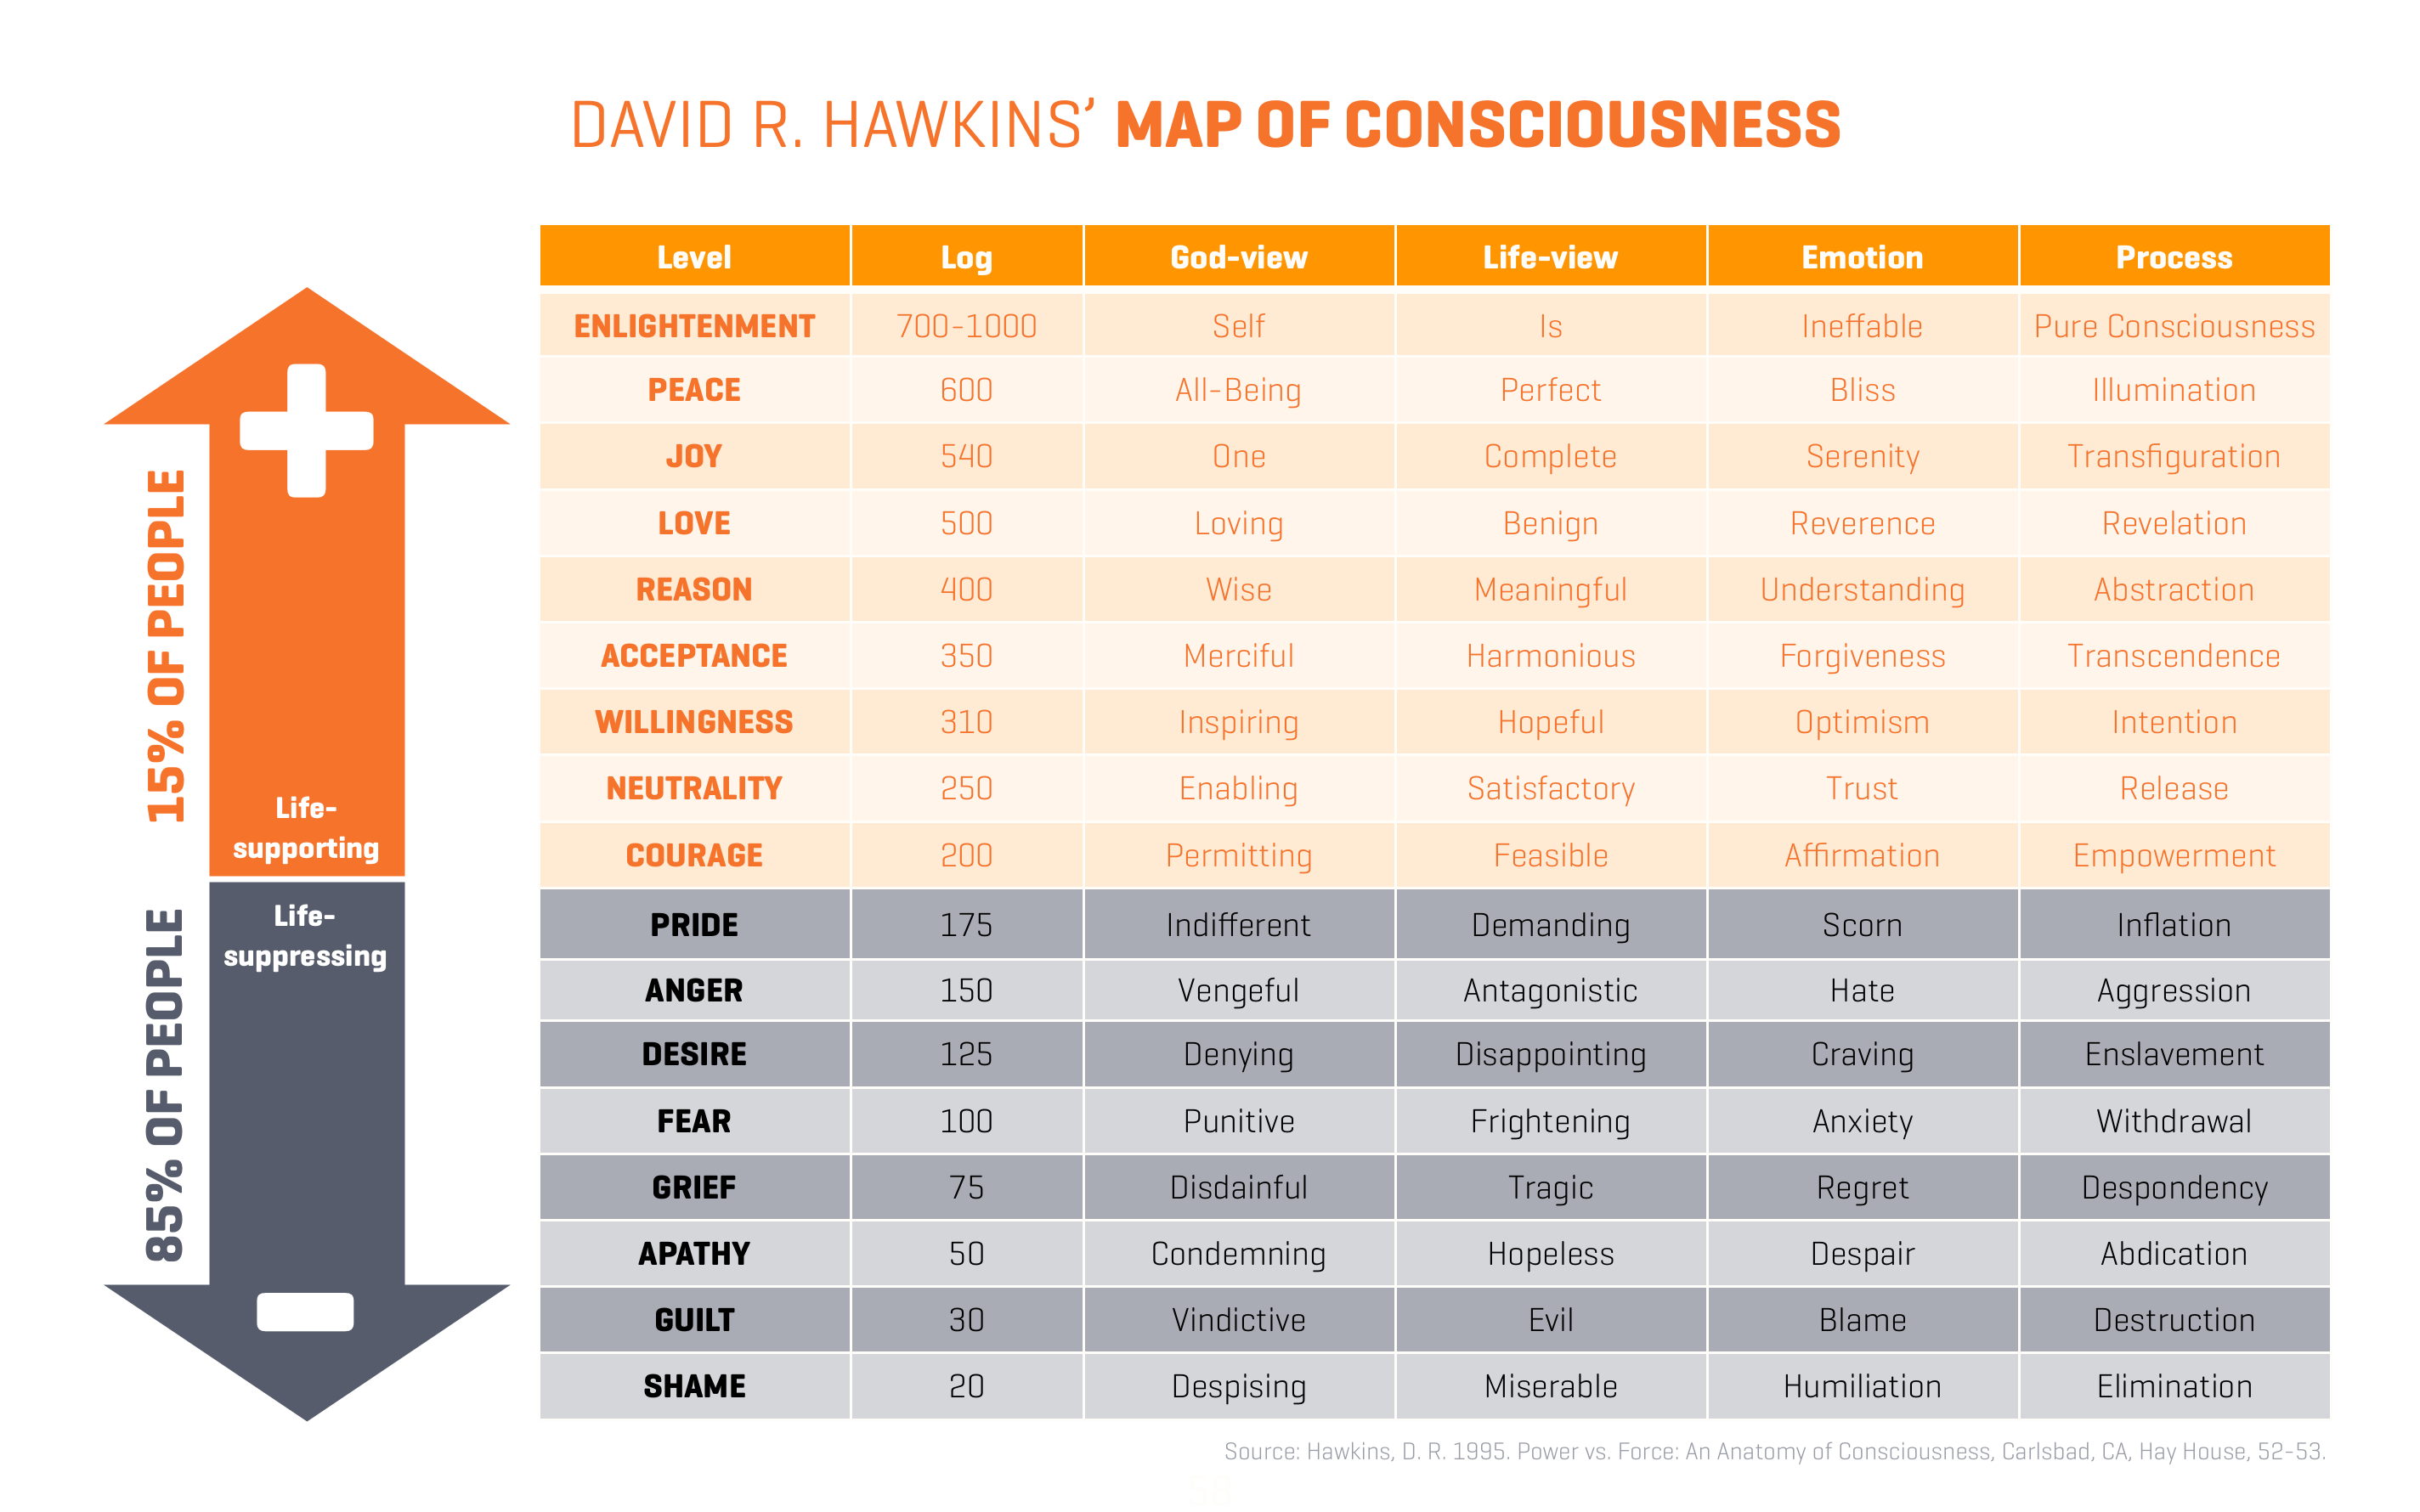 DAVID R. HAWKINS’ MAP OF CONSCIOUSNESS
Level Log God-view Life-view Emotion Process
ENLIGHTENMENT 700-1000 Self Is Ineffable Pure Consciousness
PEACE 600 All-Being Perfect Bliss Illumination
JOY 540 One Complete Serenity Transfiguration
LOVE 500 Loving Benign Reverence Revelation
REASON 400 Wise Meaningful Understanding Abstraction
ACCEPTANCE 350 Merciful Harmonious Forgiveness Transcendence
WILLINGNESS 310 Inspiring Hopeful Optimism Intention
NEUTRALITY 250 Enabling Satisfactory Trust Release
COURAGE 200 Permitting Feasible Affirmation Empowerment
PRIDE 175 Indifferent Demanding Scorn Inflation
ANGER 150 Vengeful Antagonistic Hate Aggression
DESIRE 125 Denying Disappointing Craving Enslavement
FEAR 100 Punitive Frightening Anxiety Withdrawal
GRIEF 75 Disdainful Tragic Regret Despondency
APATHY 50 Condemning Hopeless Despair Abdication
GUILT 30 Vindictive Evil Blame Destruction
SHAME 20 Despising Miserable Humiliation Elimination
15% OF PEOPLE
Life-
supporting
85% OF PEOPLE
Life-
suppressing
Source: Hawkins, D. R. 1995. Power vs. Force: An Anatomy of Consciousness, Carlsbad, CA, Hay House, 52-53.